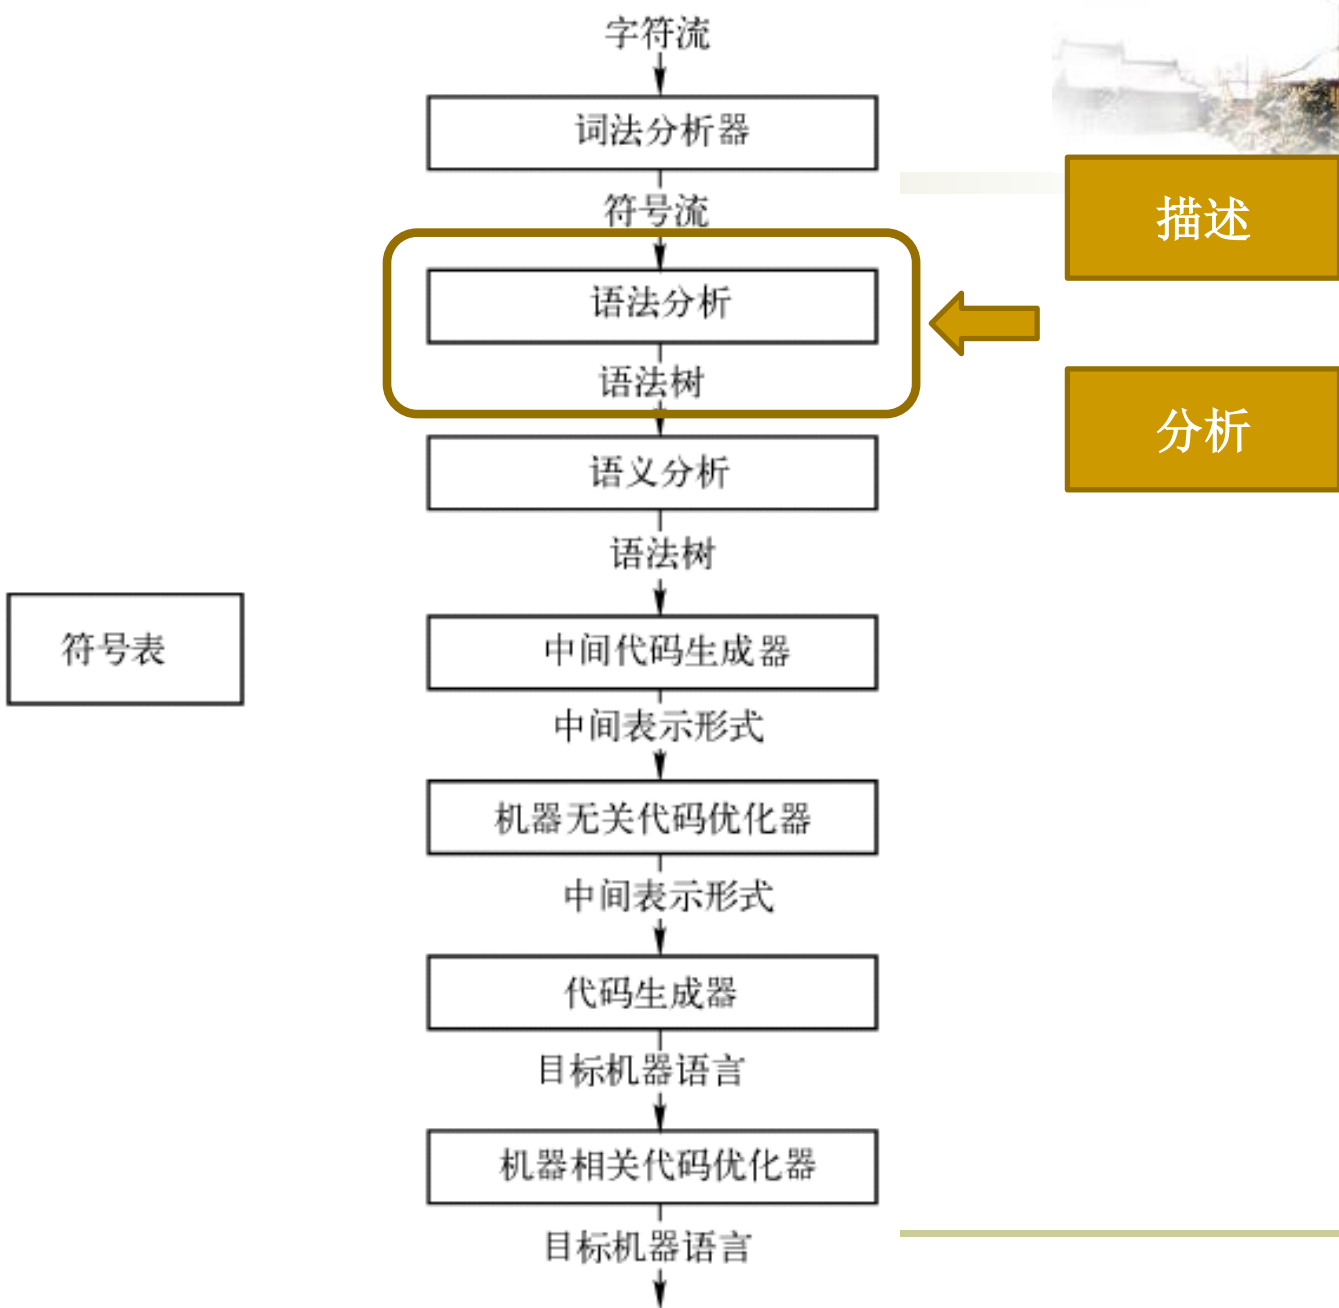 字符流
词法分析器
符号流
描述
语法分析
语法树
分析
语义分析
语法树
符号表
中间代码生成器
中间表示形式
机器无关代码优化器
中间表示形式
代码生成器
目标机器语言
机器相关代码优化器
目标机器语言